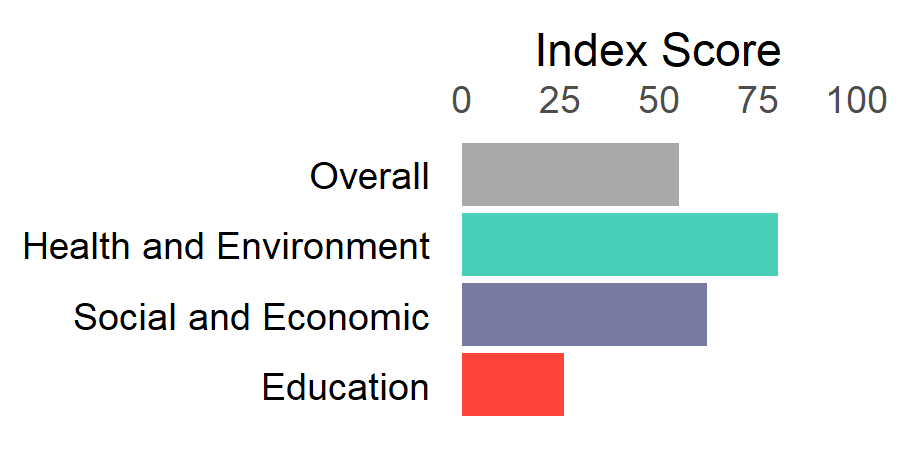 Index Score
0 25 50 75 100
Overall
Health and Environment
Social and Economic
Education